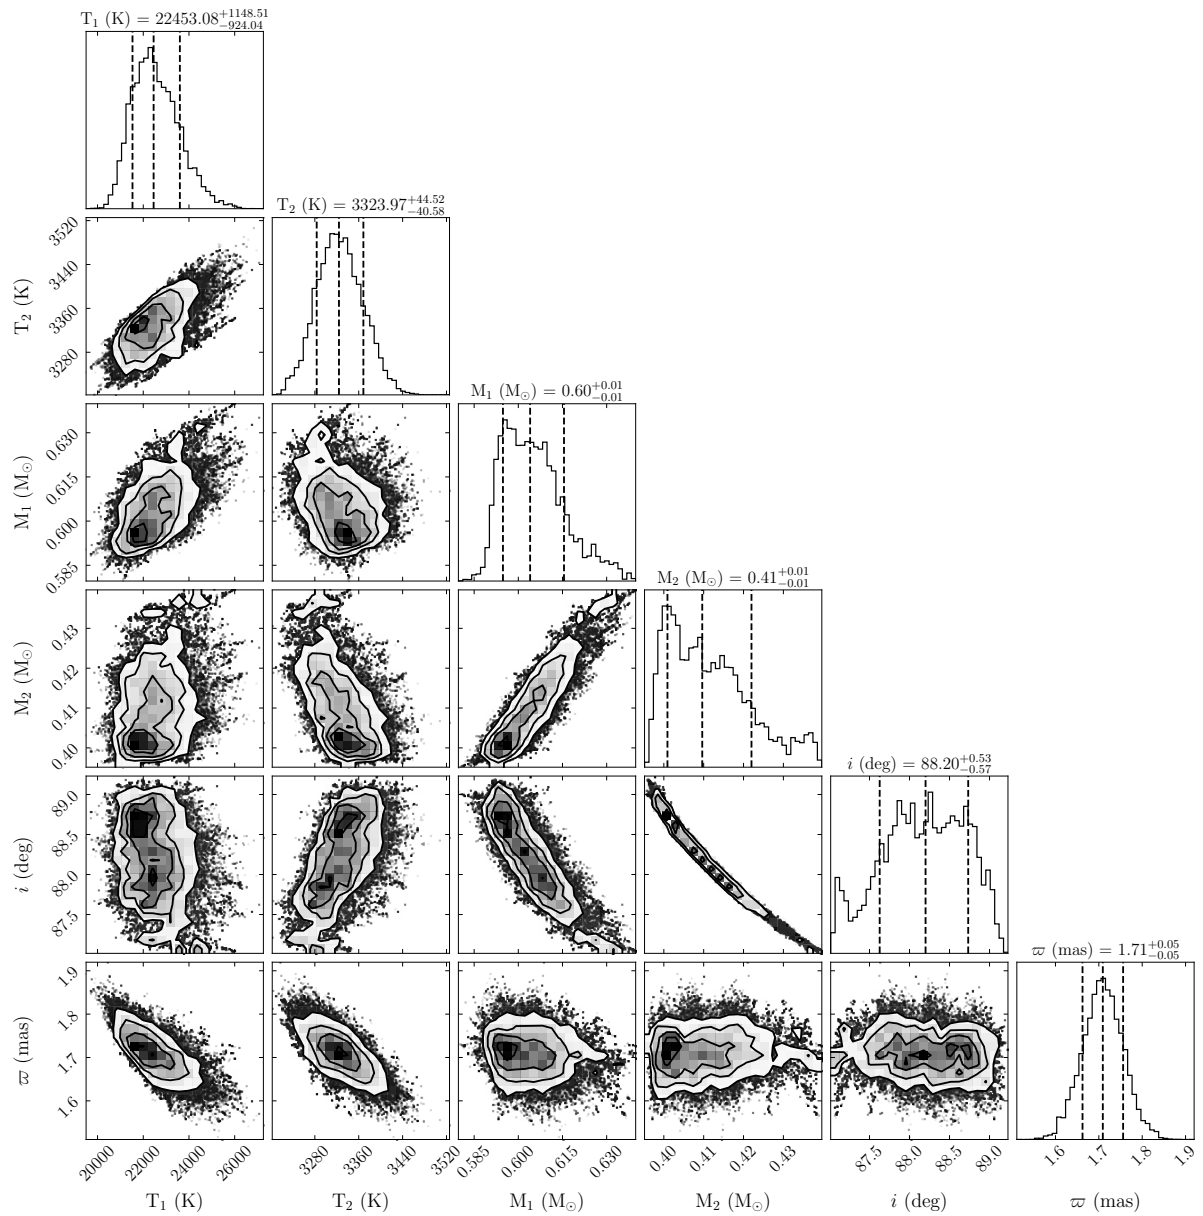 T₁ (K) = 22453.08 +1148.51 −924.04
T₂ (K) = 3323.97 +44.52 −40.58
3520
3440
3360
3280
T₂ (K)
M₁ (M⊙) = 0.60 +0.01 −0.01
0.630
0.615
0.600
0.585
M₁ (M⊙)
M₂ (M⊙) = 0.41 +0.01 −0.01
0.43
0.42
0.41
0.40
M₂ (M⊙)
i (deg) = 88.20 +0.53 −0.57
89.0
88.5
88.0
87.5
i (deg)
ϖ (mas) = 1.71 +0.05 −0.05
1.9
1.8
1.7
1.6
ϖ (mas)
20000 22000 24000 26000 3280 3360 3440 3520 0.585 0.600 0.615 0.630 0.40 0.41 0.42 0.43 87.5 88.0 88.5 89.0 1.6 1.7 1.8 1.9
T₁ (K) T₂ (K) M₁ (M⊙) M₂ (M⊙) i (deg) ϖ (mas)